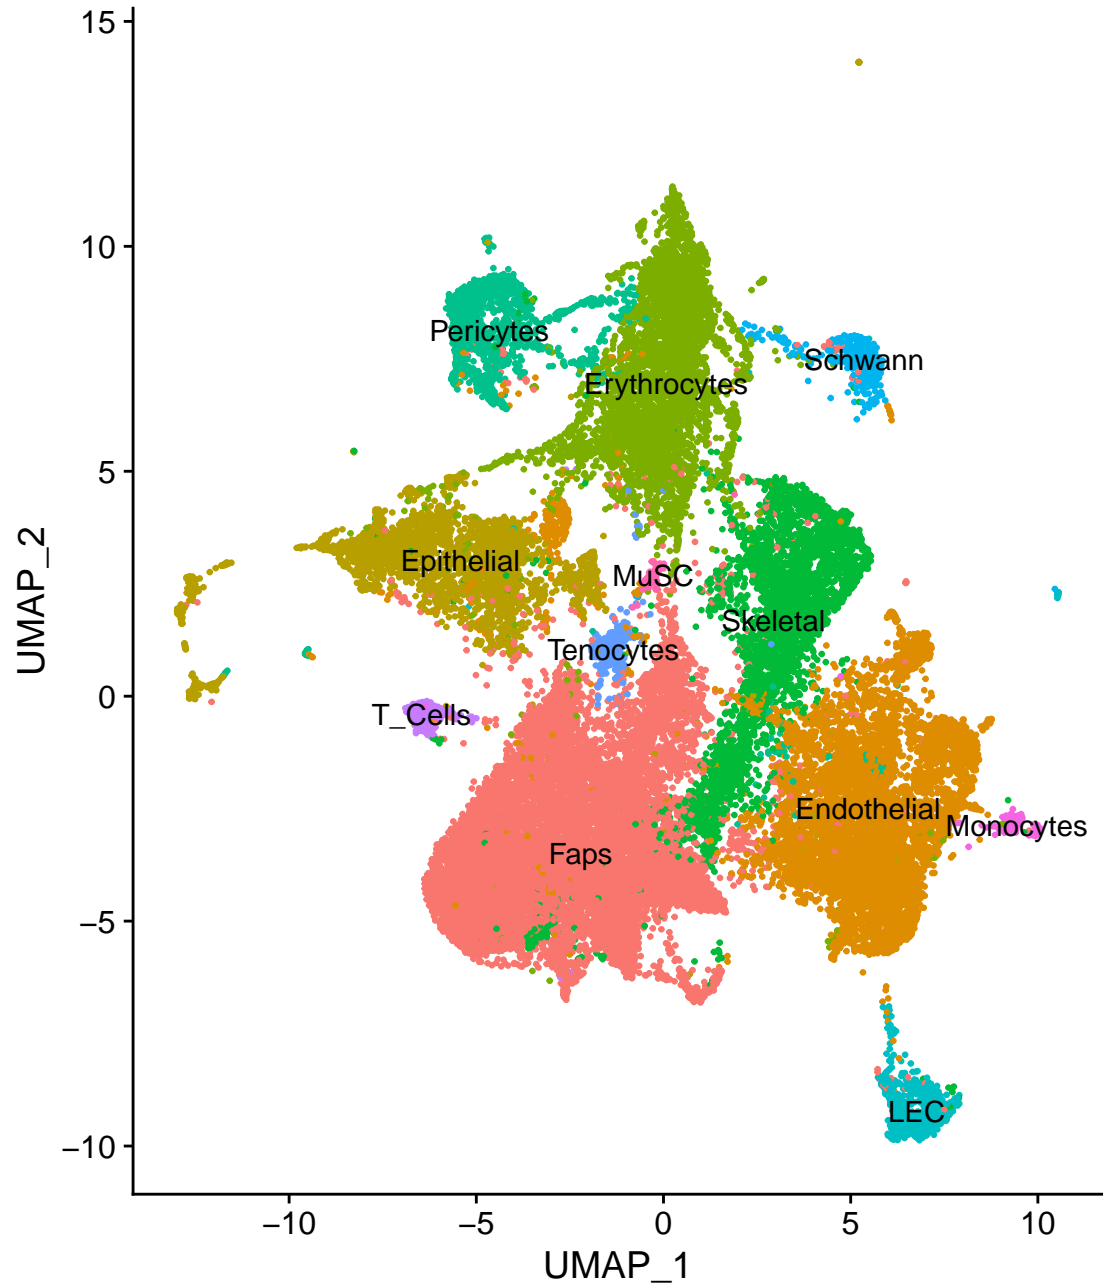 15
10
5
0
−5
−10
UMAP_2
Pericytes
Schwann
Erythrocytes
Epithelial
MuSC
Skeletal
Tenocytes
T_Cells
Endothelial
Monocytes
Faps
LEC
−10 −5 0 5 10
UMAP_1